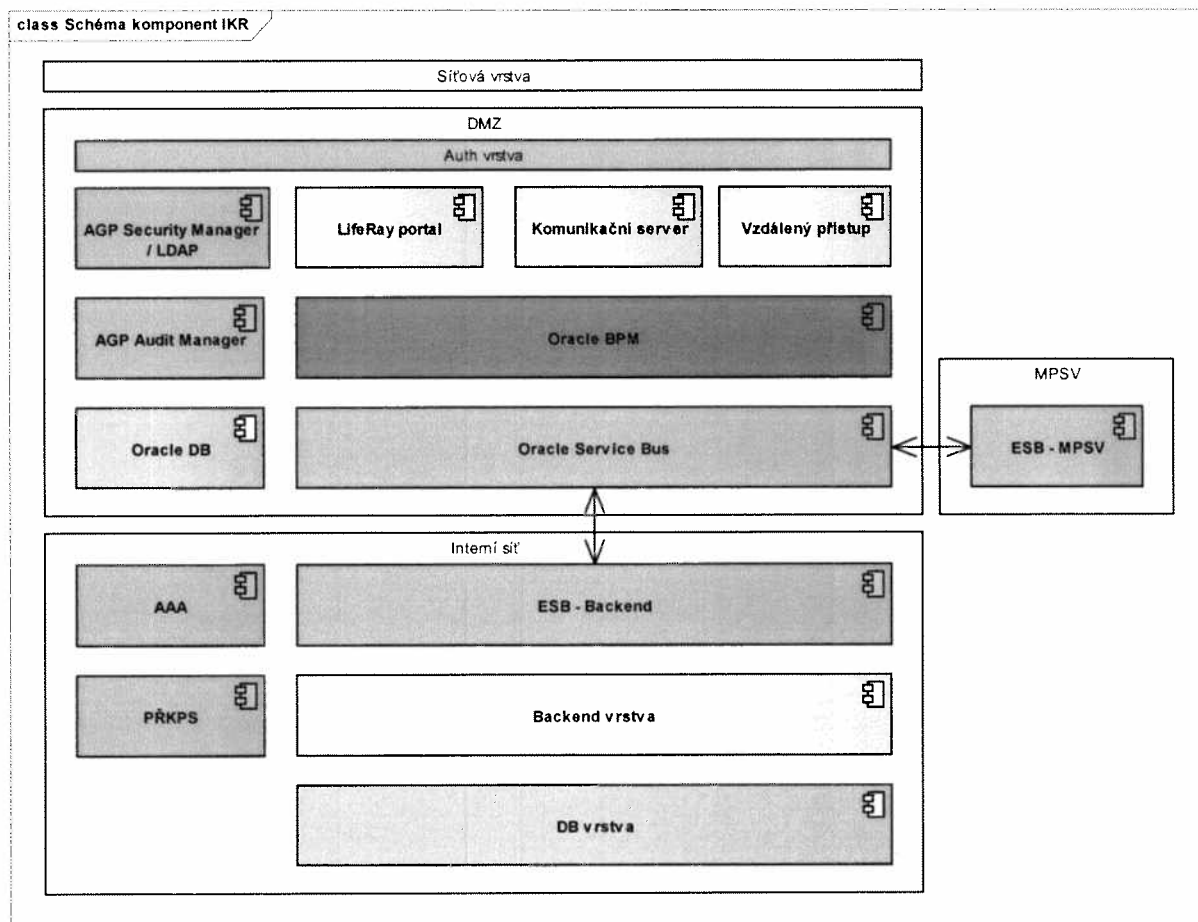 class Schéma komponent IKR
Síťová vrstva
DMZ
Auth vrstva
AGP Security Manager
/ LDAP
LifeRay portal
Komunikační server
Vzdálený přístup
AGP Audit Manager
Oracle BPM
MPSV
Oracle DB
Oracle Service Bus
ESB - MPSV
Interní síť
AAA
ESB - Backend
PŘKPS
Backend vrstva
DB vrstva